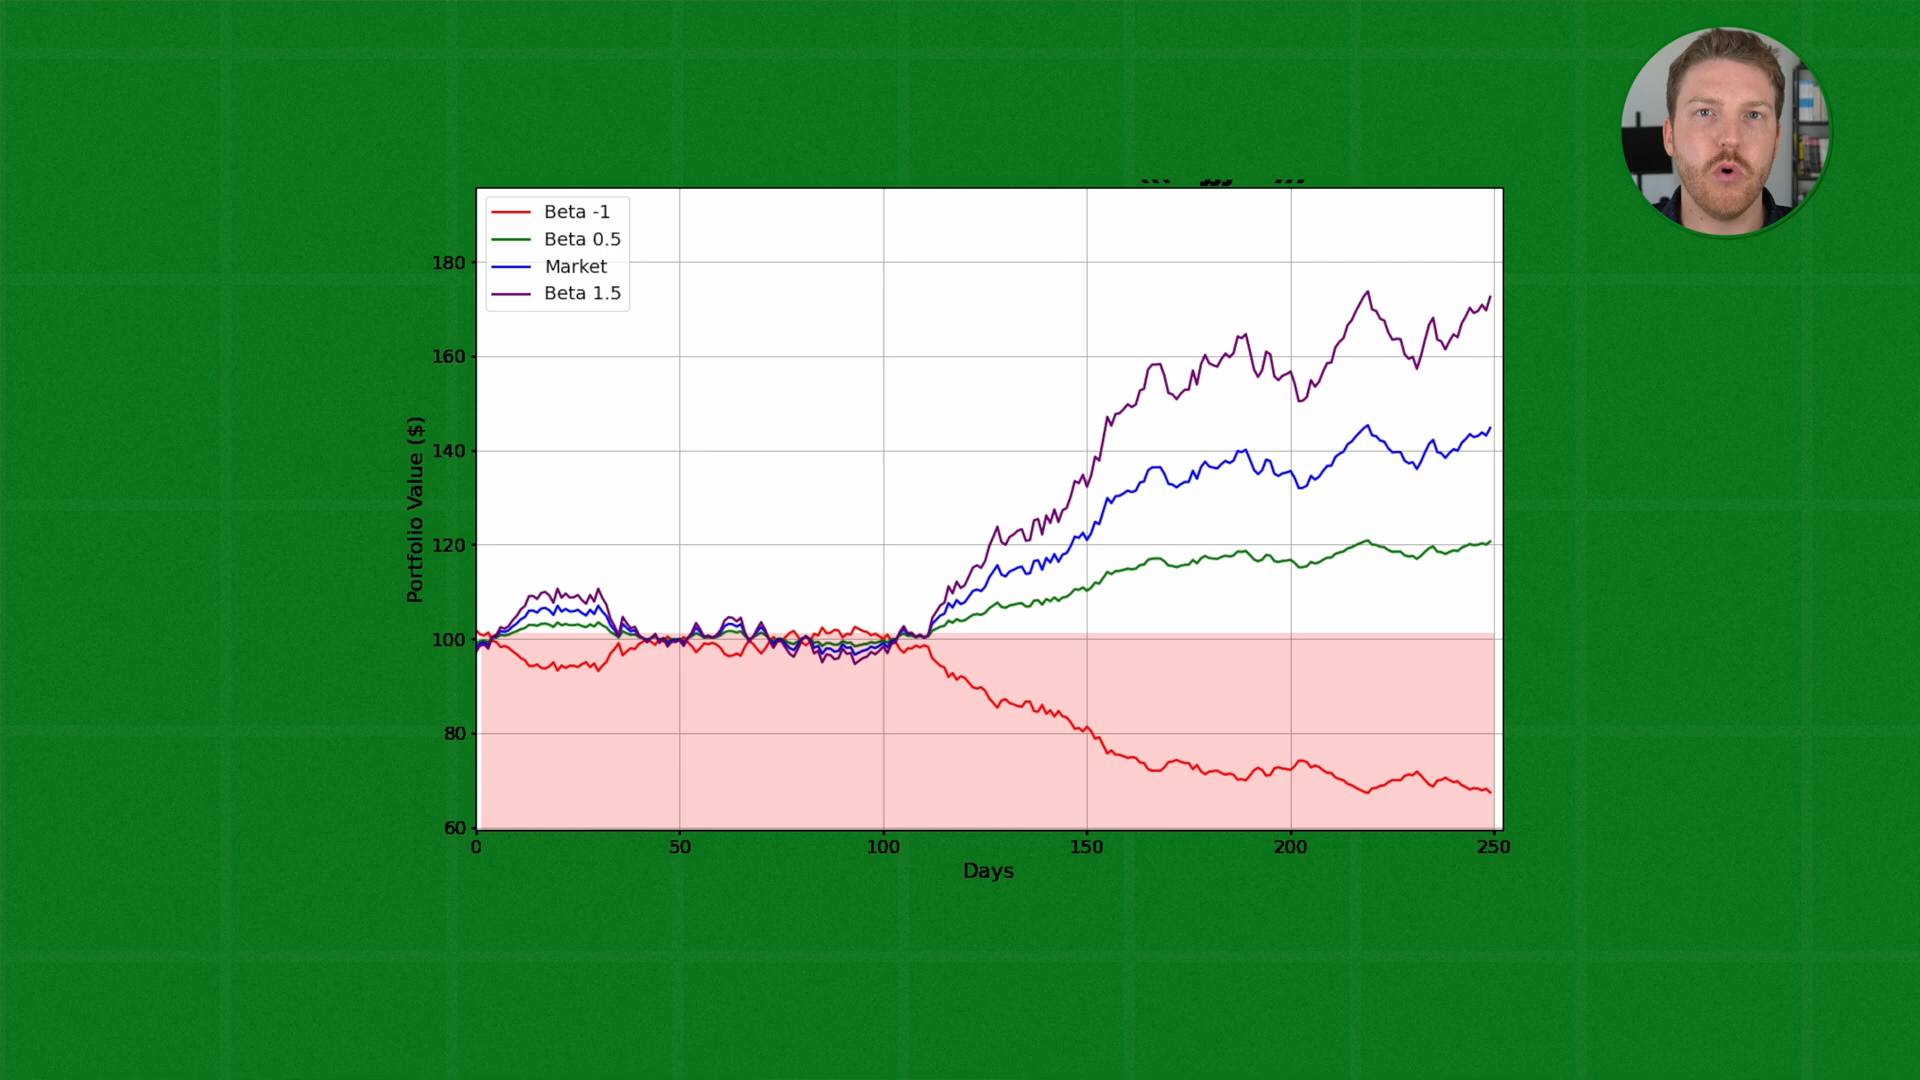 Beta -1
Beta 0.5
Market
Beta 1.5
180
160
140
120
100
80
60
Portfolio Value ($)
0 50 100 150 200 250
Days